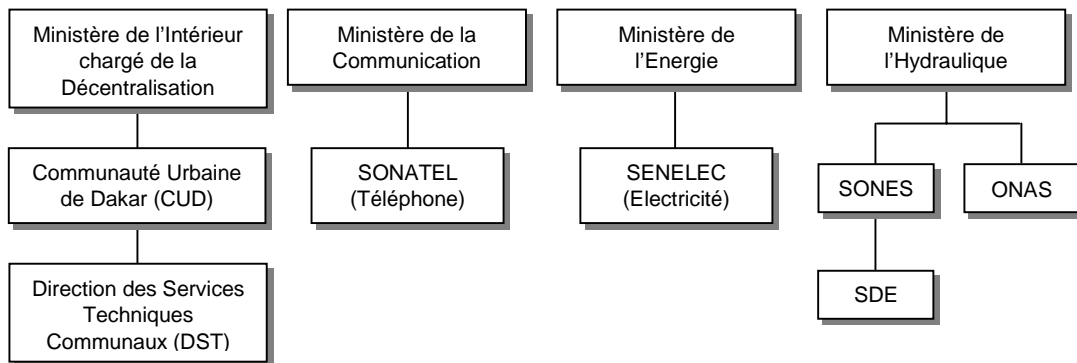 Ministère de l'Intérieur
chargé de la
Décentralisation
Ministère de la
Communication
Ministère de
l'Energie
Ministère de
l'Hydraulique
Communauté Urbaine
de Dakar (CUD)
SONATEL
(Téléphone)
SENELEC
(Electricité)
SONES
ONAS
Direction des Services
Techniques
Communaux (DST)
SDE